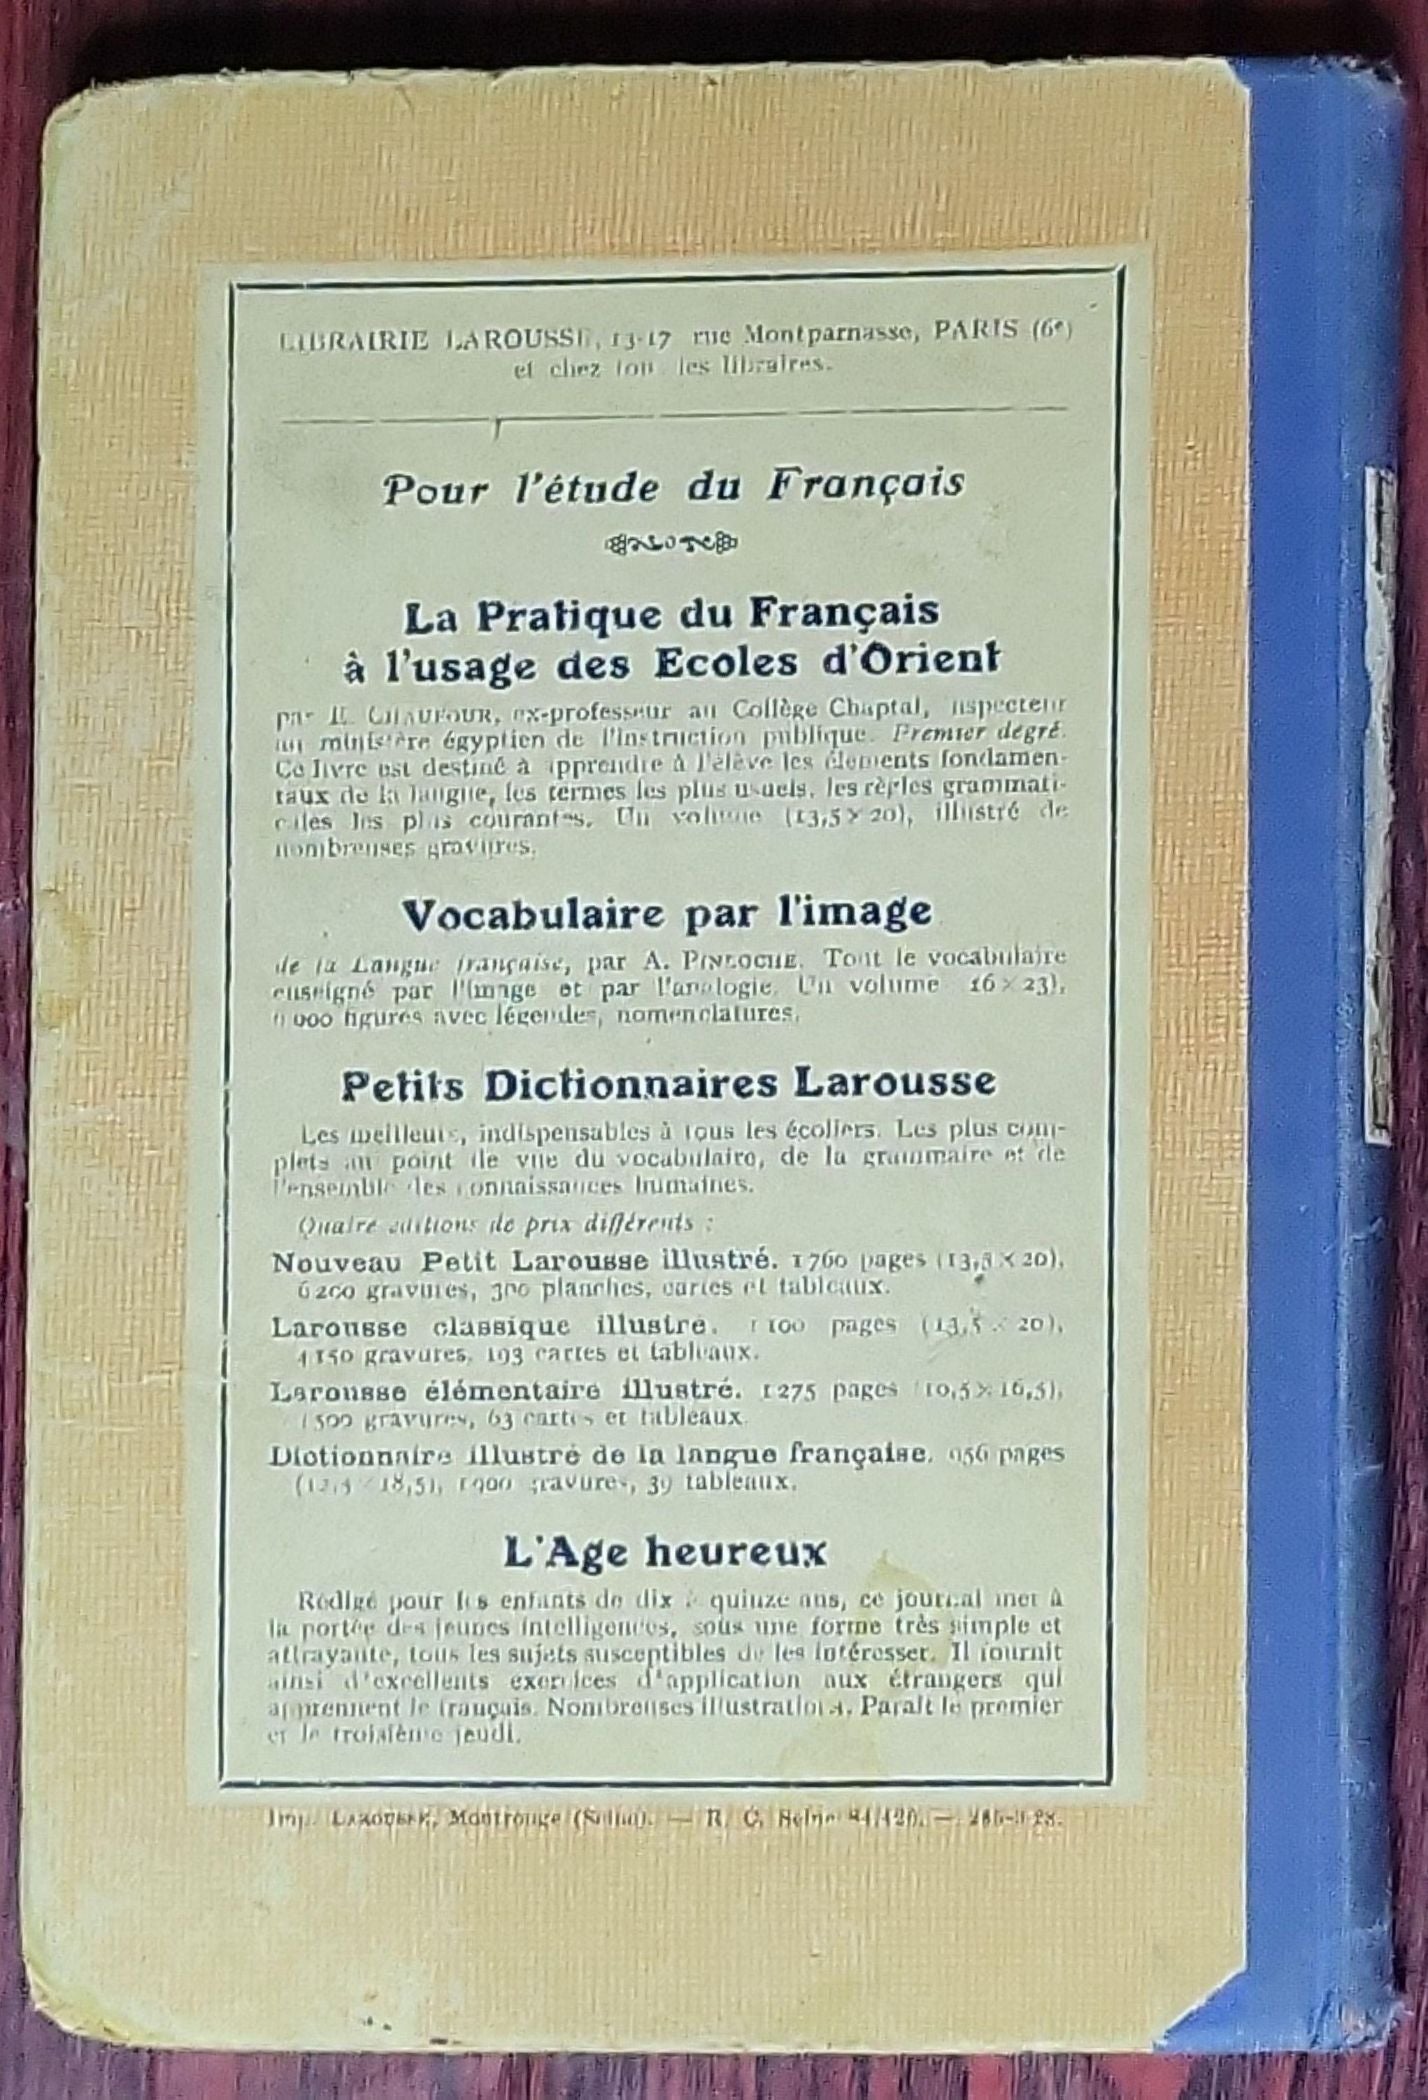 LIBRAIRIE LAROUSSE, 13-17 rue Montparnasse, PARIS (6e)
et chez tous les libraires.
Pour l'étude du Français
La Pratique du Français
à l'usage des Ecoles d'Orient
par CHAUFOUR, ex-professeur au Collège Chaptal, inspecteur
au ministère égyptien de l'Instruction publique. Premier degré.
Ce livre est destiné à apprendre à l'élève les éléments fondamen-
taux de la langue, les termes les plus usuels, les règles grammati-
cales les plus courantes. Un volume (13,5 × 20), illustré de
nombreuses gravures.
Vocabulaire par l'image
de la Langue française, par A. PINLOCHE. Tout le vocabulaire
enseigné par l'image et par l'analogie. Un volume 16 × 23),
000 figures avec légendes, nomenclatures.
Petits Dictionnaires Larousse
Les meilleurs, indispensables à tous les écoliers. Les plus com-
plets au point de vue du vocabulaire, de la grammaire et de
l'ensemble des connaissances humaines.
Quatre éditions de prix différents :
Nouveau Petit Larousse illustré. 1760 pages (13,5 × 20),
6200 gravures, 300 planches, cartes et tableaux.
Larousse classique illustré. 1100 pages (13,5 × 20),
4150 gravures, 193 cartes et tableaux.
Larousse élémentaire illustré. 1275 pages (10,5 × 16,5),
gravures, 63 cartes et tableaux.
Dictionnaire illustré de la langue française. 956 pages
× 18,5), 1900 gravures, 39 tableaux.
L'Age heureux
Rédigé pour les enfants de dix à quinze ans, ce journal met à
la portée des jeunes intelligences, sous une forme très simple et
attrayante, tous les sujets susceptibles de les intéresser. Il fournit
ainsi d'excellents exercices d'application aux étrangers qui
apprennent le français. Nombreuses illustrations. Paraît le premier
et le troisième jeudi.
Imp. LAROUSSE, Montrouge (Seine). — R. C. Seine —